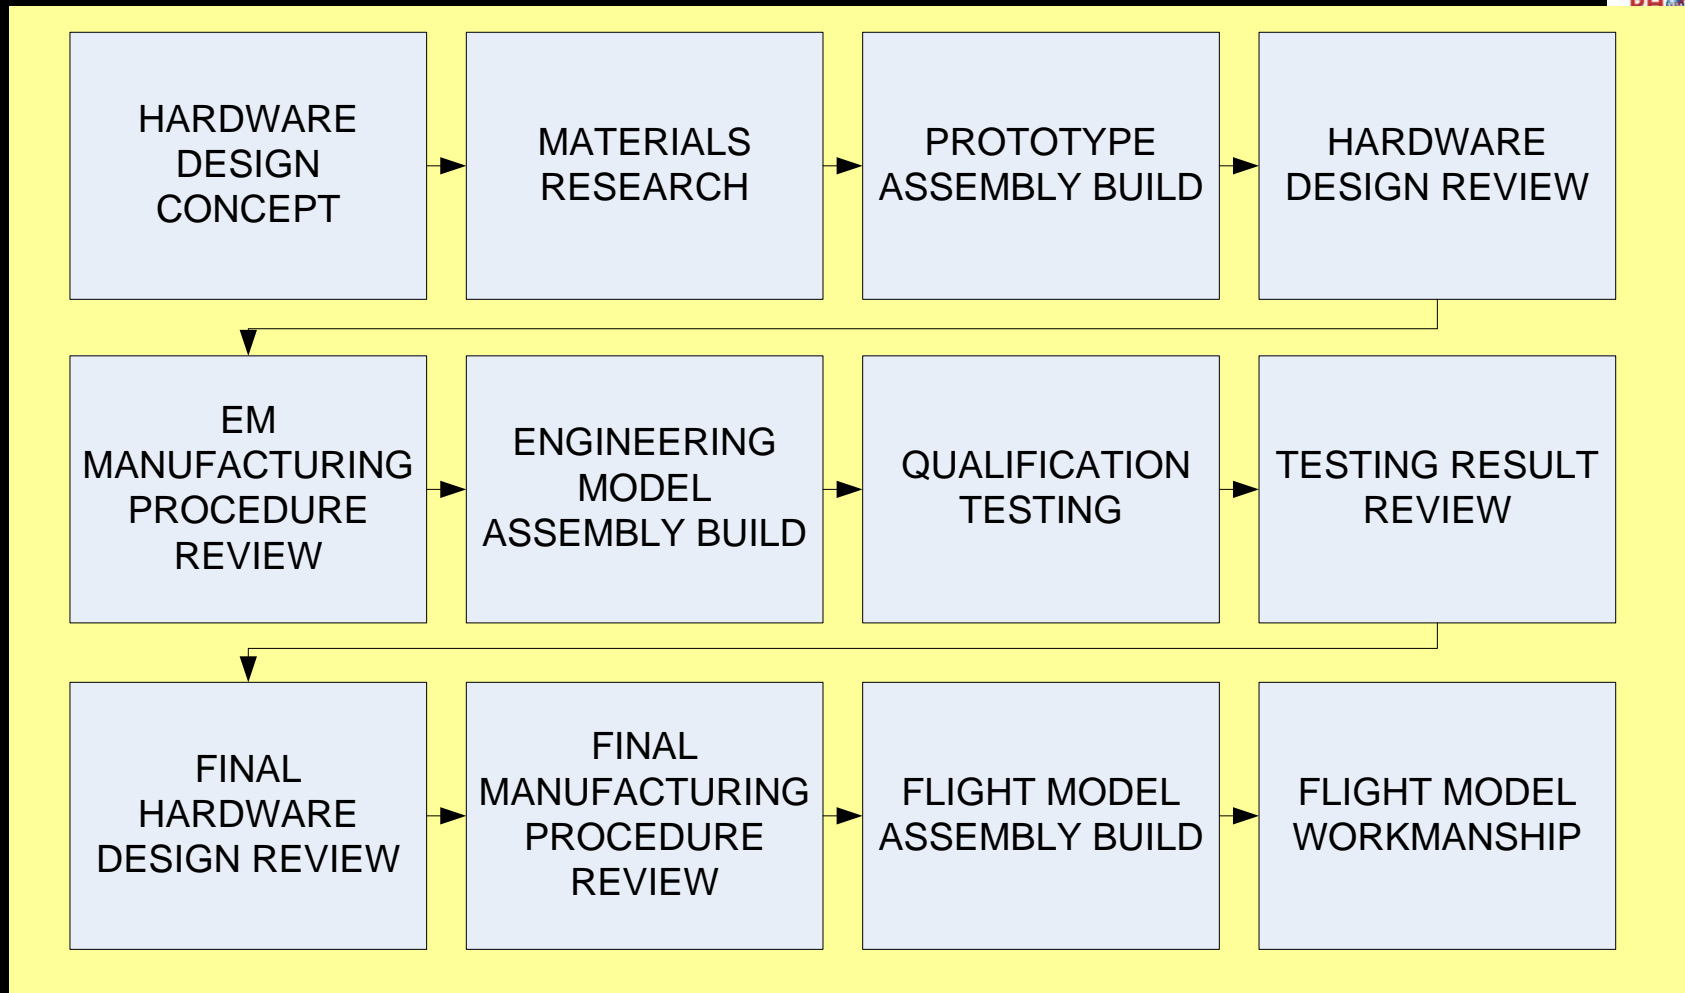 HARDWARE
DESIGN
CONCEPT
MATERIALS
RESEARCH
PROTOTYPE
ASSEMBLY BUILD
HARDWARE
DESIGN REVIEW
EM
MANUFACTURING
PROCEDURE
REVIEW
ENGINEERING
MODEL
ASSEMBLY BUILD
QUALIFICATION
TESTING
TESTING RESULT
REVIEW
FINAL
HARDWARE
DESIGN REVIEW
FINAL
MANUFACTURING
PROCEDURE
REVIEW
FLIGHT MODEL
ASSEMBLY BUILD
FLIGHT MODEL
WORKMANSHIP